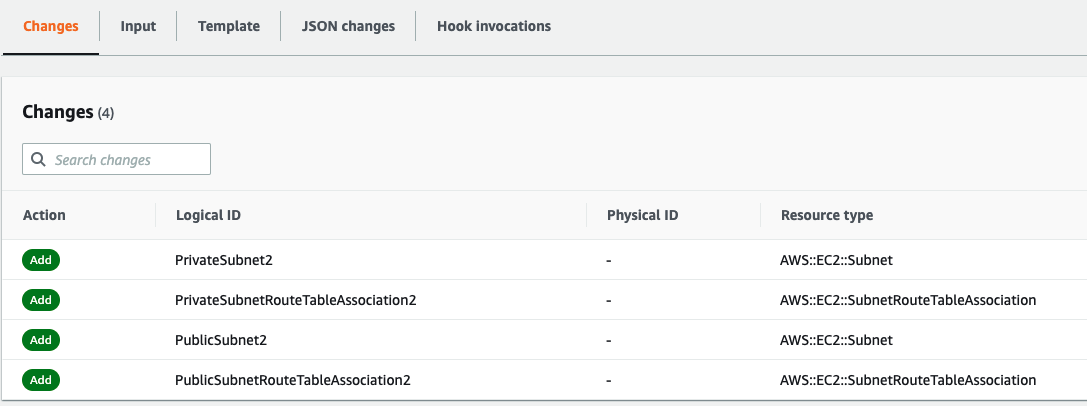 Changes Input Template JSON changes Hook invocations
Changes (4)
Search changes
Action Logical ID Physical ID Resource type
Add PrivateSubnet2 - AWS::EC2::Subnet
Add PrivateSubnetRouteTableAssociation2 - AWS::EC2::SubnetRouteTableAssociation
Add PublicSubnet2 - AWS::EC2::Subnet
Add PublicSubnetRouteTableAssociation2 - AWS::EC2::SubnetRouteTableAssociation